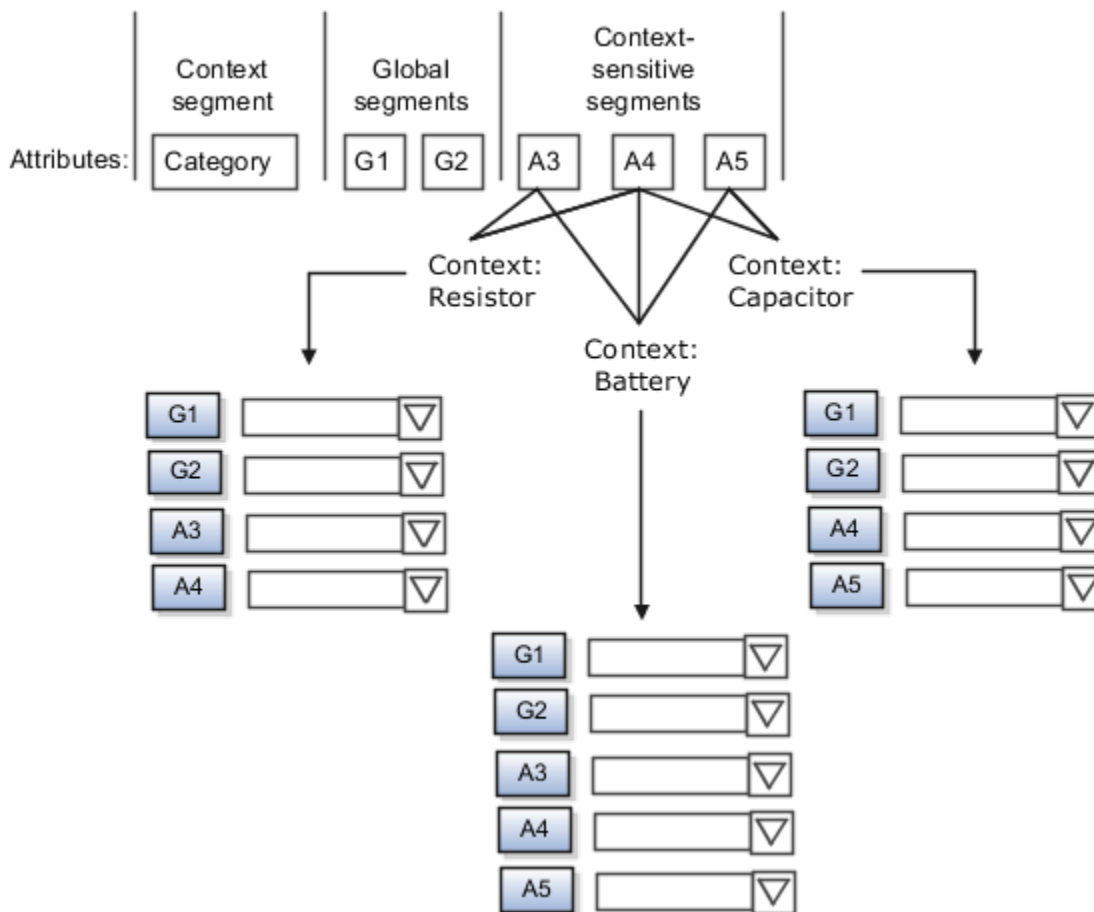 Context
segment
Global
segments
Context-
sensitive
segments
Attributes:
Category
G1
G2
A3
A4
A5
Context:
Resistor
Context:
Capacitor
Context:
Battery
G1
G2
A3
A4
G1
G2
A4
A5
G1
G2
A3
A4
A5